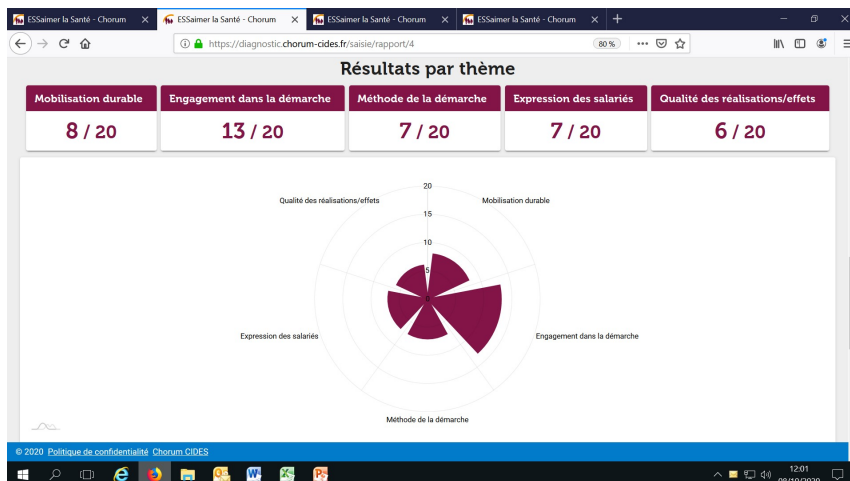 ESSaimer la Santé - Chorum
ESSaimer la Santé - Chorum
ESSaimer la Santé - Chorum
ESSaimer la Santé - Chorum
https://diagnostic.chorum-cides.fr/saisie/rapport/4
80 %
Résultats par thème
Mobilisation durable
Engagement dans la démarche
Méthode de la démarche
Expression des salariés
Qualité des réalisations/effets
8 / 20
13 / 20
7 / 20
7 / 20
6 / 20
20
Qualité des réalisations/effets
Mobilisation durable
15
10
5
0
Expression des salariés
Engagement dans la démarche
Méthode de la démarche
© 2020 Politique de confidentialité Chorum CIDES
12:01
08/10/2020